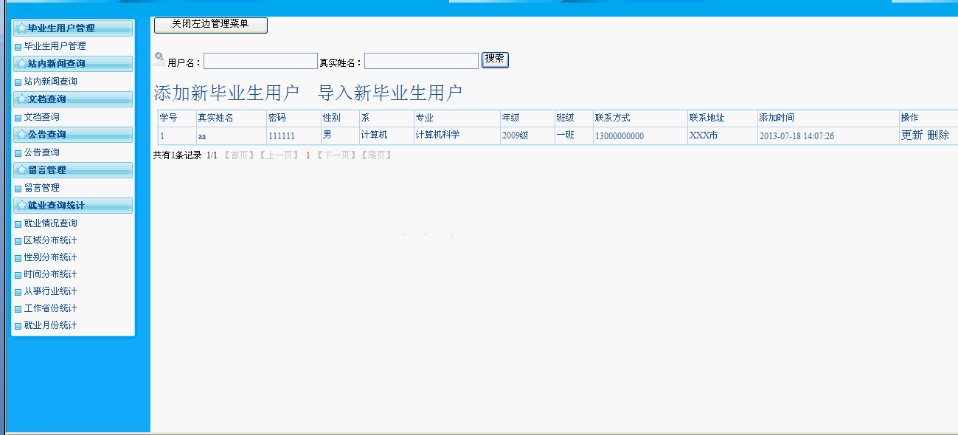 毕业生用户管理
毕业生用户管理
站内新闻查询
站内新闻查询
文档查询
文档查询
公告查询
公告查询
留言管理
留言管理
就业查询统计
就业情况查询
区域分布统计
性别分布统计
时间分布统计
从事行业统计
工作省份统计
就业月份统计
关闭左边管理菜单
用户名： 真实姓名： 搜索
添加新毕业生用户 导入新毕业生用户
学号 真实姓名 密码 性别 系 专业 年级 班级 联系方式 联系地址 添加时间 操作
1 aa 111111 男 计算机 计算机科学 2009级 一班 13000000000 XXX市 2013-07-18 14:07:26 更新 删除
共有1条记录 1/1 【首页】【上一页】 1 【下一页】【尾页】